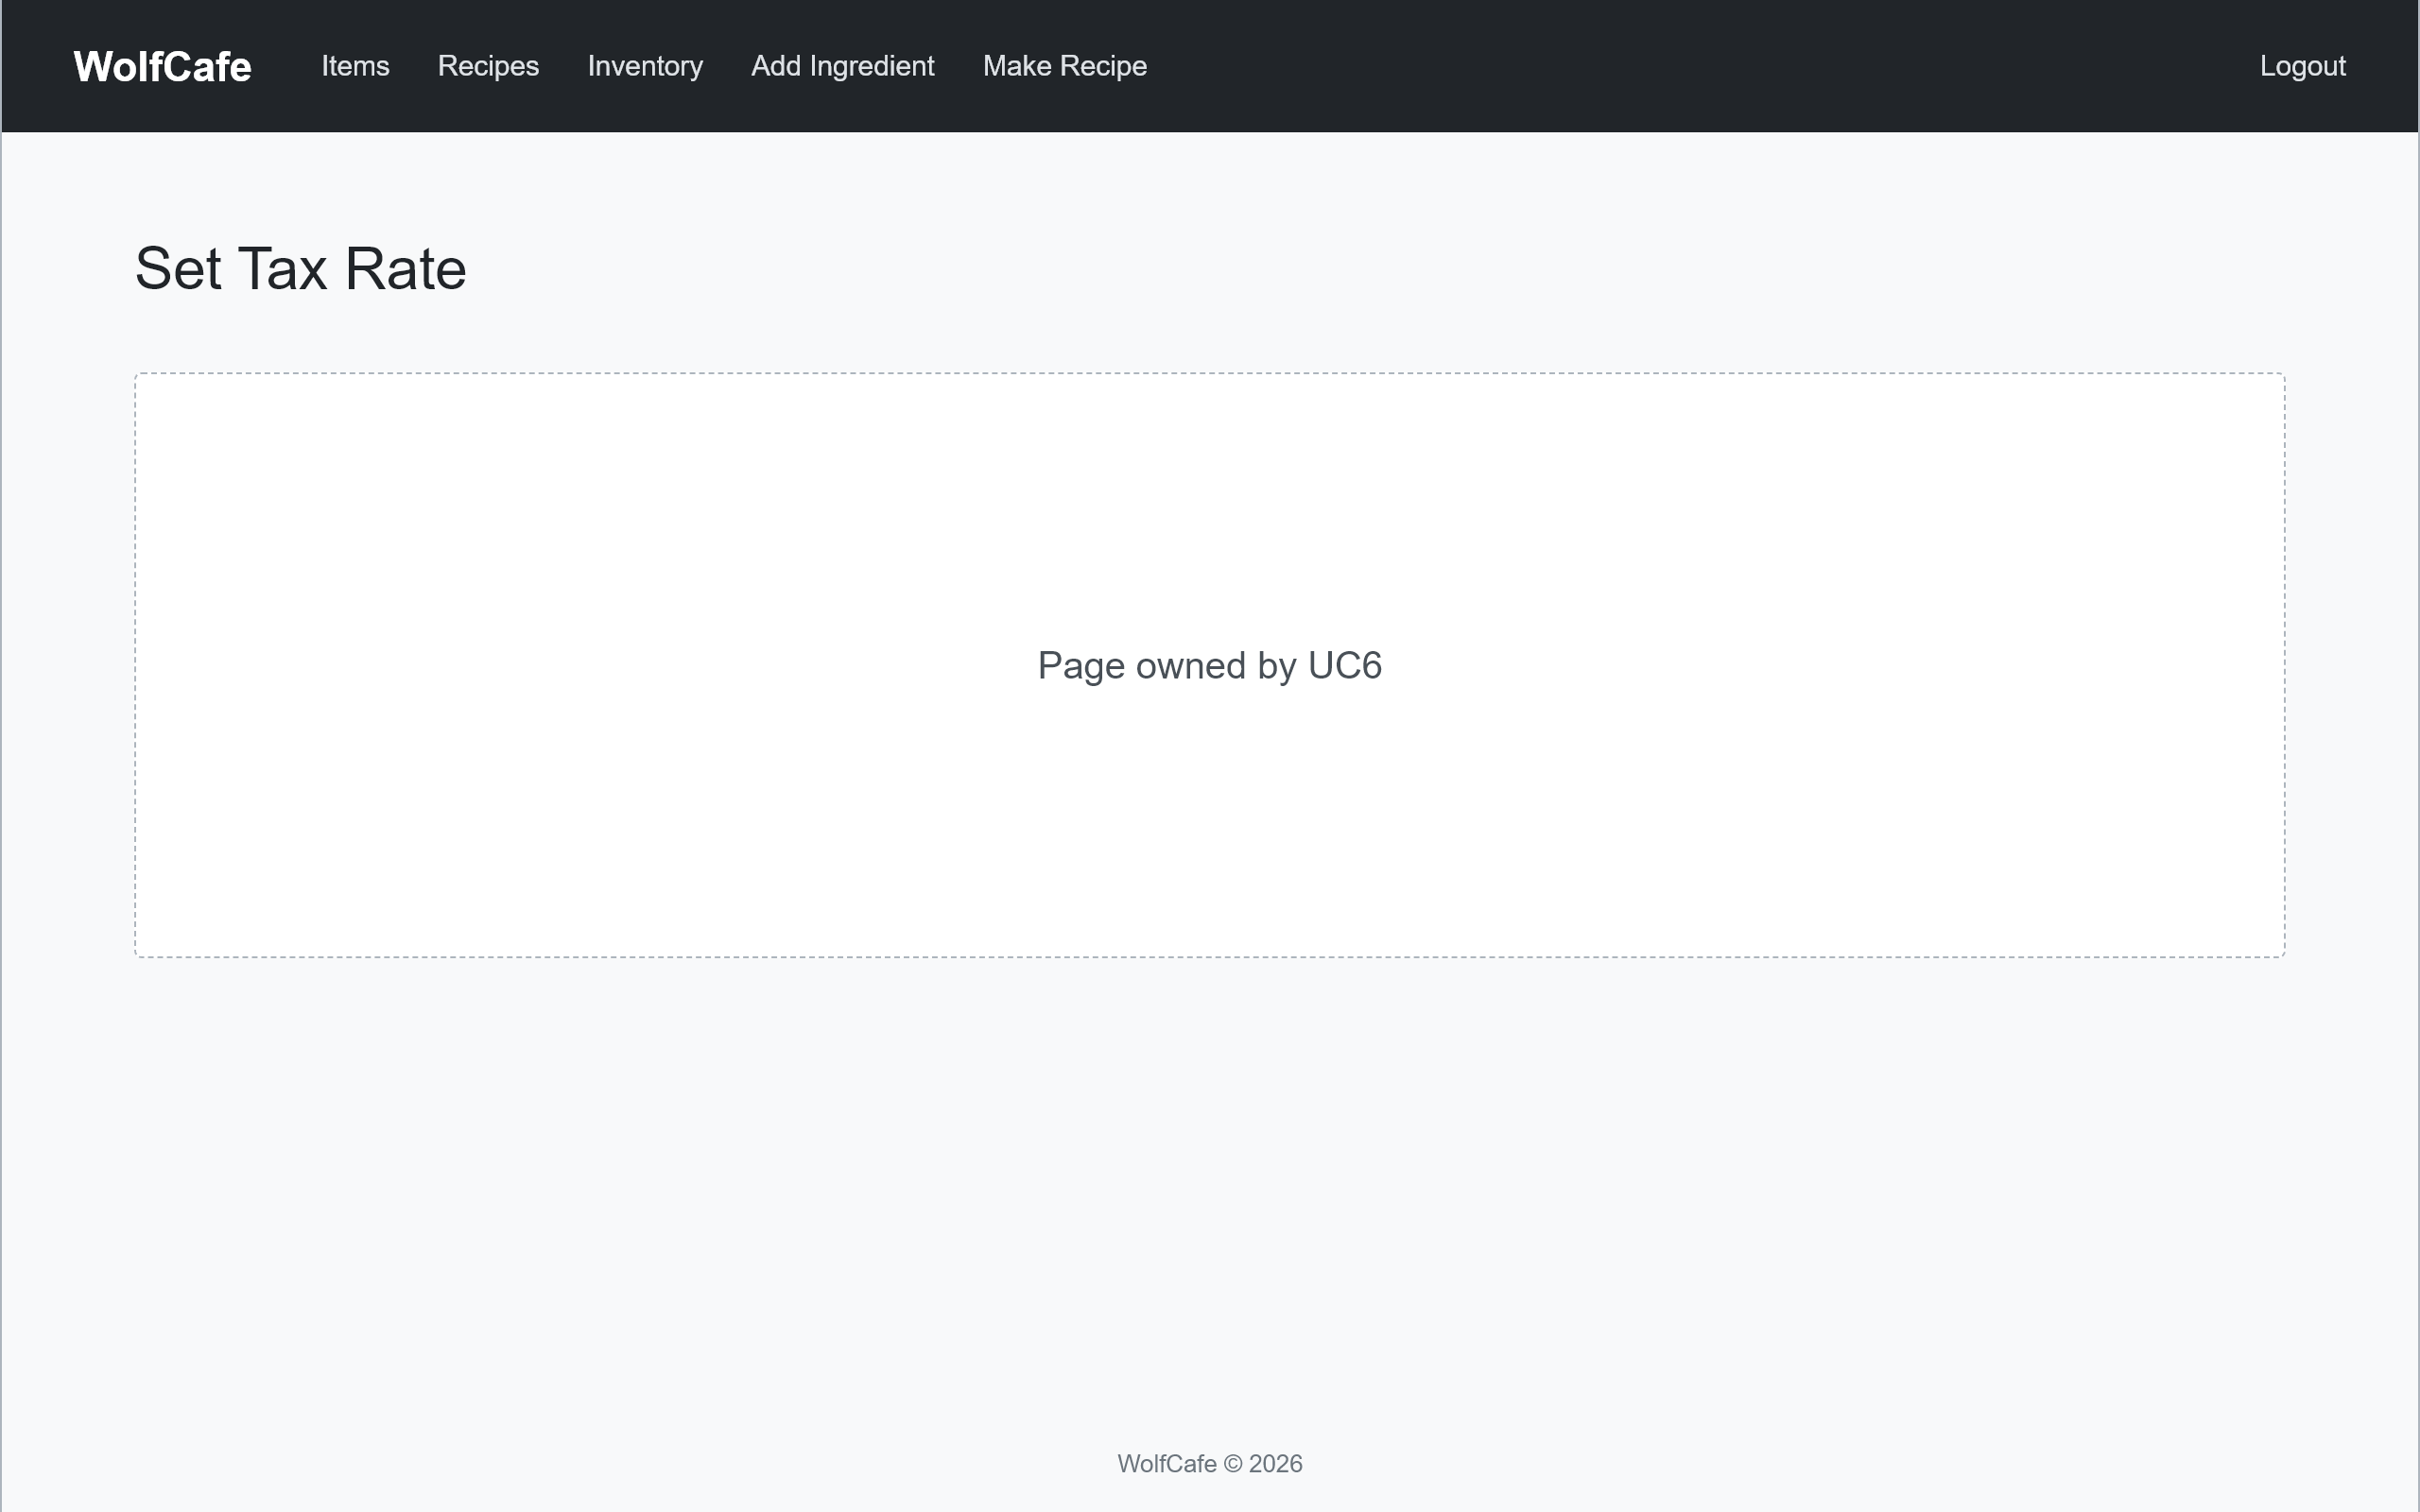 WolfCafe Items Recipes Inventory Add Ingredient Make Recipe Logout
Set Tax Rate
Page owned by UC6
WolfCafe © 2026